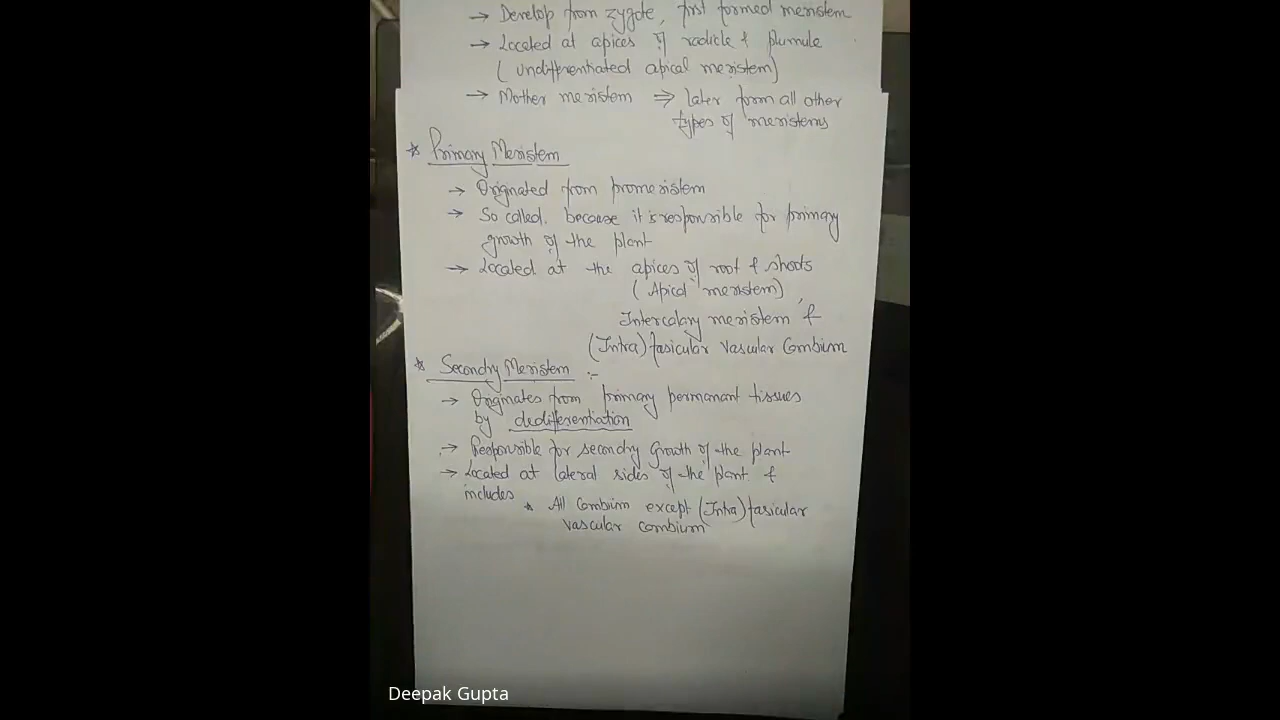 → Develop from zygote, first formed meristem
→ Located at apices of radicle & plumule
(undifferentiated apical meristem)
→ Mother meristem ⇒ later form all other
types of meristems
* Primary Meristem
→ Originated from promeristem
→ So called. because it is responsible for primary
growth of the plant
→ Located at the apices of root & shoots
(Apical meristem)
Intercalary meristem &
(Intra) fasicular vascular Combium
* Secondry Meristem :-
→ Originates from primary permanant tissues
by dedifferentiation
→ Responsible for secondry growth of the plant
→ Located at lateral sides of the plant &
includes
* All Combium except (Intra) fasicular
vascular combium
Deepak Gupta